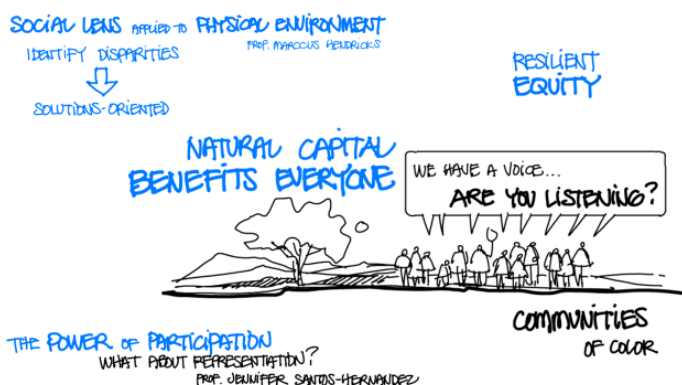 SOCIAL LENS APPLIED TO PHYSICAL ENVIRONMENT
PROF. MARCCUS HENDRICKS
IDENTIFY DISPARITIES
SOLUTIONS-ORIENTED
RESILIENT
EQUITY
NATURAL CAPITAL
BENEFITS EVERYONE
WE HAVE A VOICE...
ARE YOU LISTENING?
COMMUNITIES
OF COLOR
THE POWER OF PARTICIPATION
WHAT ABOUT REPRESENTATION?
PROF. JENNIFER SANTOS-HERNANDEZ